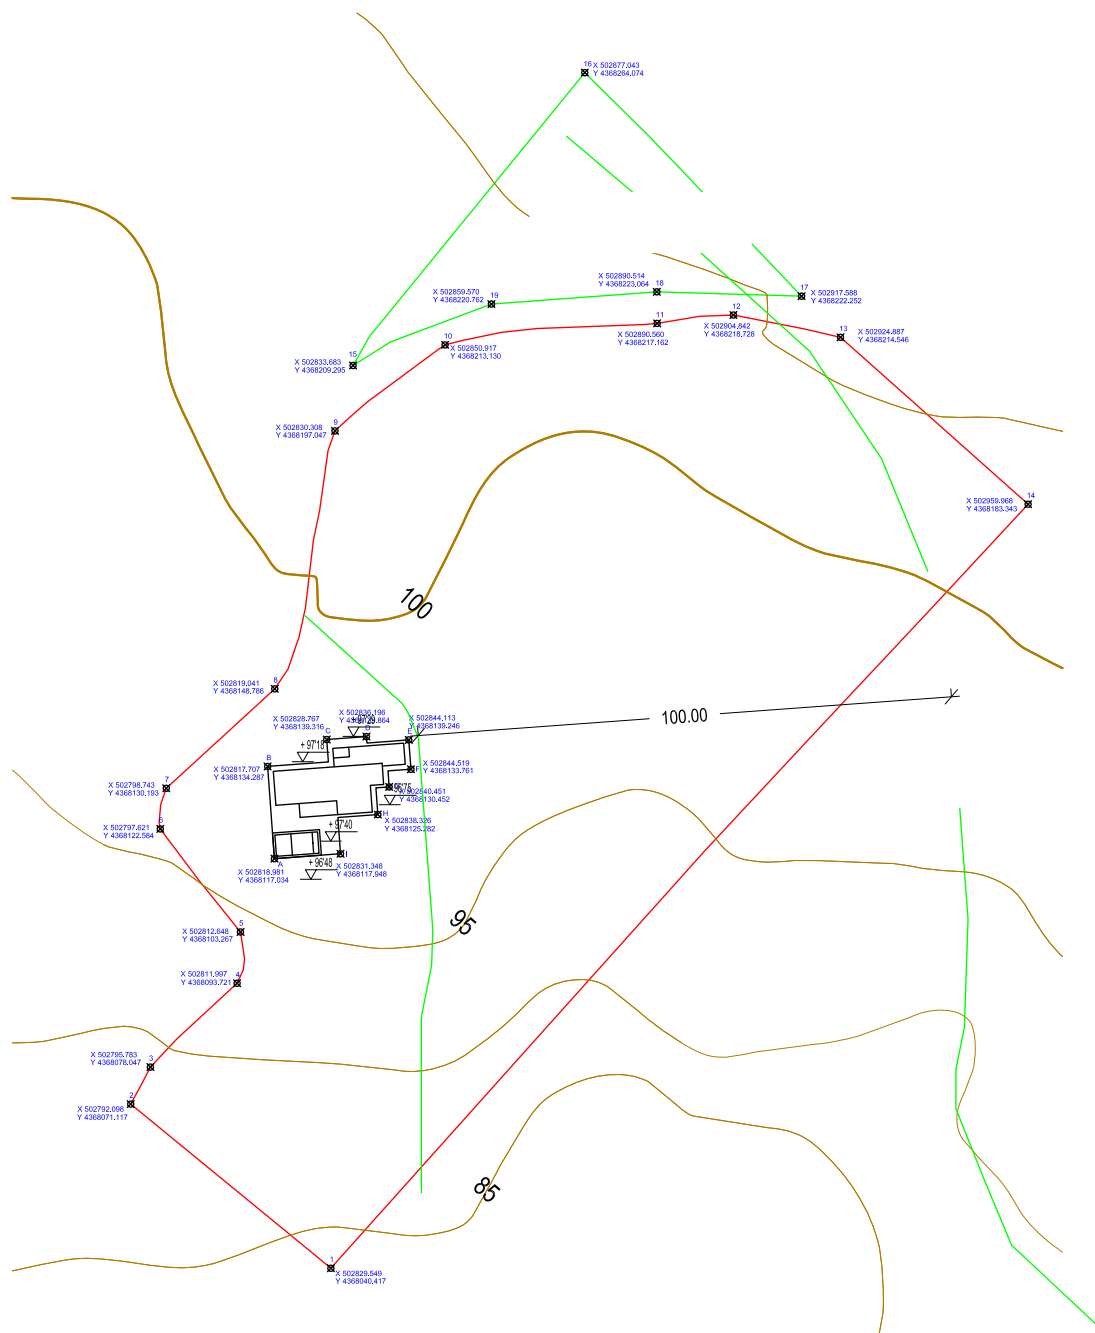 16
X 502877.043
Y 4368264.074
X 502890.514
Y 4368223.064
18
17
X 502917.588
Y 4368222.252
X 502859.570
Y 4368220.762
19
12
X 502904.842
Y 4368218.728
11
X 502890.560
Y 4368217.162
13
X 502924.887
Y 4368214.546
10
X 502850.917
Y 4368213.130
15
X 502833.683
Y 4368209.295
9
X 502830.308
Y 4368197.047
14
X 502959.968
Y 4368183.343
100
8
X 502819.041
Y 4368148.786
100.00
X 502828.767
Y 4368139.316
C
X 502836.196
D
X 502844.113
Y 4368139.246
E
+ 97'18
B
X 502817.707
Y 4368134.287
F
X 502844.519
Y 4368133.761
7
X 502798.743
Y 4368130.193
X 502840.451
Y 4368130.452
H
X 502838.326
Y 4368125.282
6
X 502797.621
Y 4368122.584
+ 97'40
+ 96'48
A
X 502818.981
Y 4368117.034
I
X 502831.348
Y 4368117.948
95
5
X 502812.648
Y 4368103.267
4
X 502811.997
Y 4368093.721
3
X 502795.783
Y 4368078.047
2
X 502792.098
Y 4368071.117
85
1
X 502829.549
Y 4368040.417